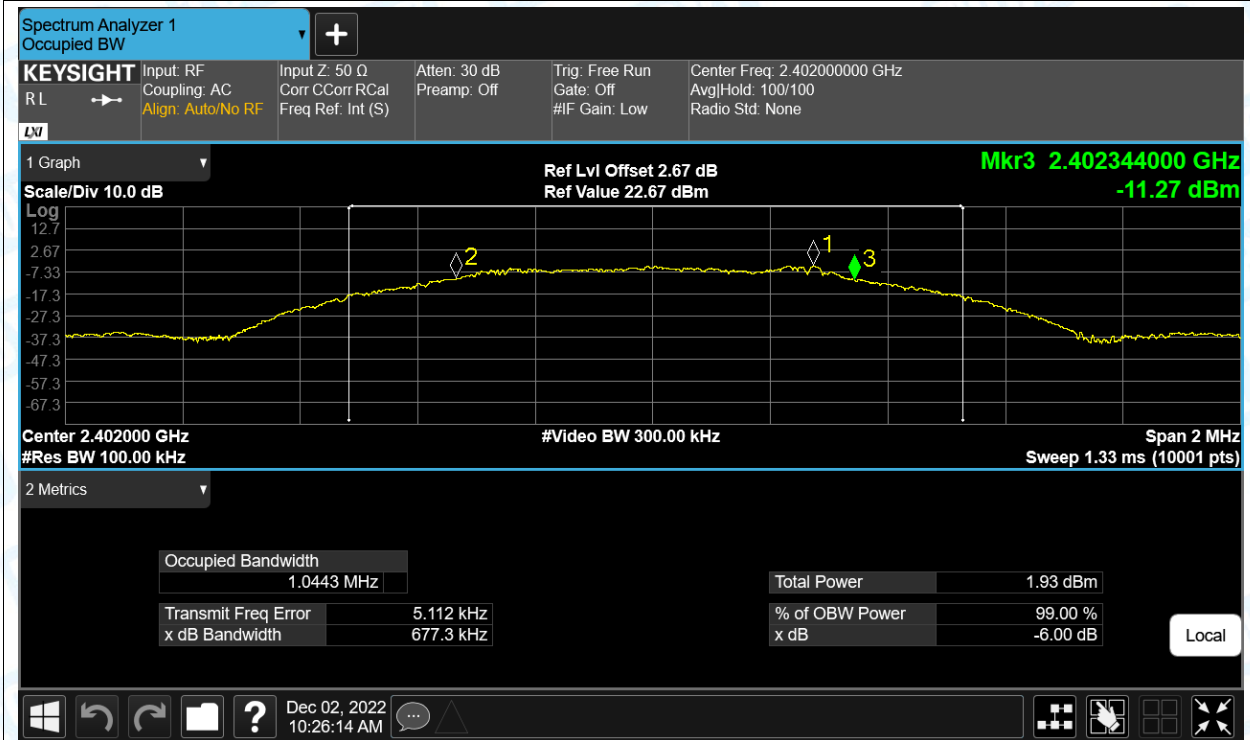 Spectrum Analyzer 1
Occupied BW
+
KEYSIGHT
R L
LXI
Input: RF
Coupling: AC
Align: Auto/No RF
Input Z: 50 Ω
Corr CCorr RCal
Freq Ref: Int (S)
Atten: 30 dB
Preamp: Off
Trig: Free Run
Gate: Off
#IF Gain: Low
Center Freq: 2.402000000 GHz
Avg|Hold: 100/100
Radio Std: None
1 Graph
Scale/Div 10.0 dB
Ref Lvl Offset 2.67 dB
Ref Value 22.67 dBm
Mkr3 2.402344000 GHz
-11.27 dBm
Log
12.7
2.67
-7.33
-17.3
-27.3
-37.3
-47.3
-57.3
-67.3
2
1
3
Center 2.402000 GHz
#Res BW 100.00 kHz
#Video BW 300.00 kHz
Span 2 MHz
Sweep 1.33 ms (10001 pts)
2 Metrics
Occupied Bandwidth
1.0443 MHz
Transmit Freq Error 5.112 kHz
x dB Bandwidth 677.3 kHz
Total Power 1.93 dBm
% of OBW Power 99.00 %
x dB -6.00 dB
Local
?
Dec 02, 2022
10:26:14 AM